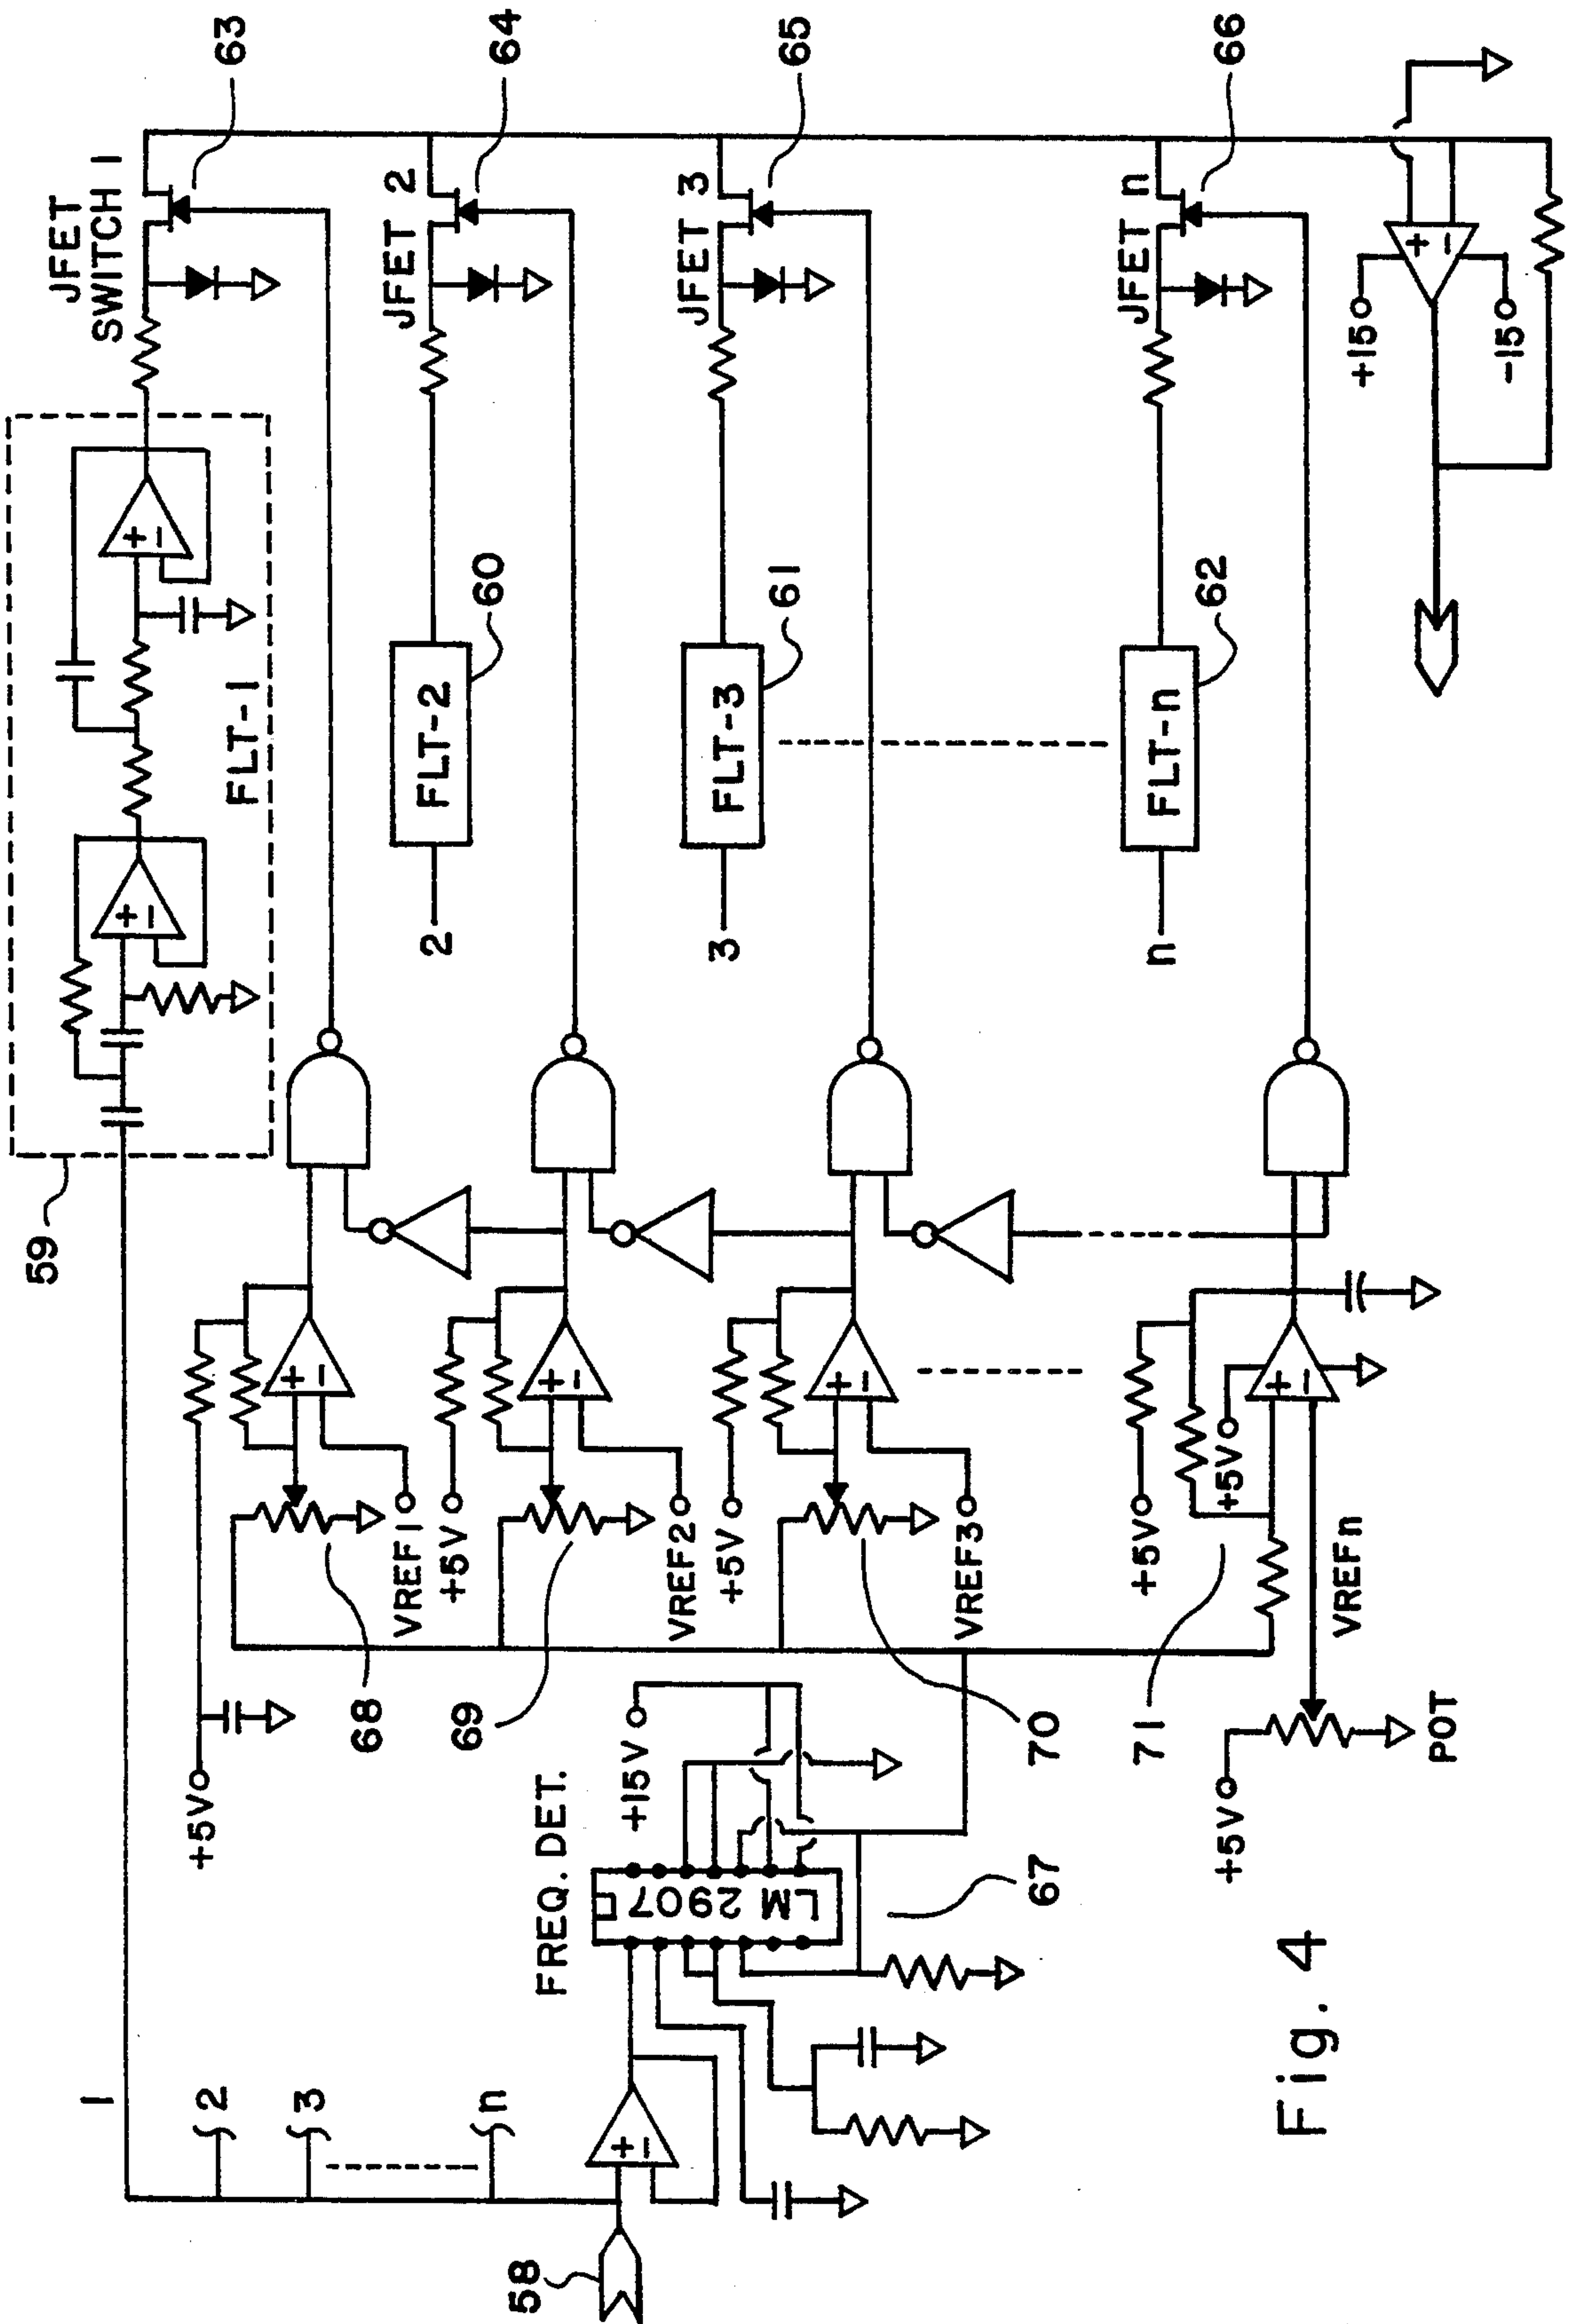 JFET
SWITCH 1
63
JFET 2
64
JFET 3
65
JFET n
66
+
–
+
–
FLT-1
59
2
FLT-2
60
3
FLT-3
61
n
FLT-n
62
+15
+
–
-15
+5V
+
–
68
VREF1
+5V
+
–
69
VREF2
+5V
+
–
70
VREF3
+5V
+5V
+
–
71
VREFn
+5V
POT
1
2
3
n
58
+
–
FREQ. DET.
+15V
LM 2907
67
Fig. 4